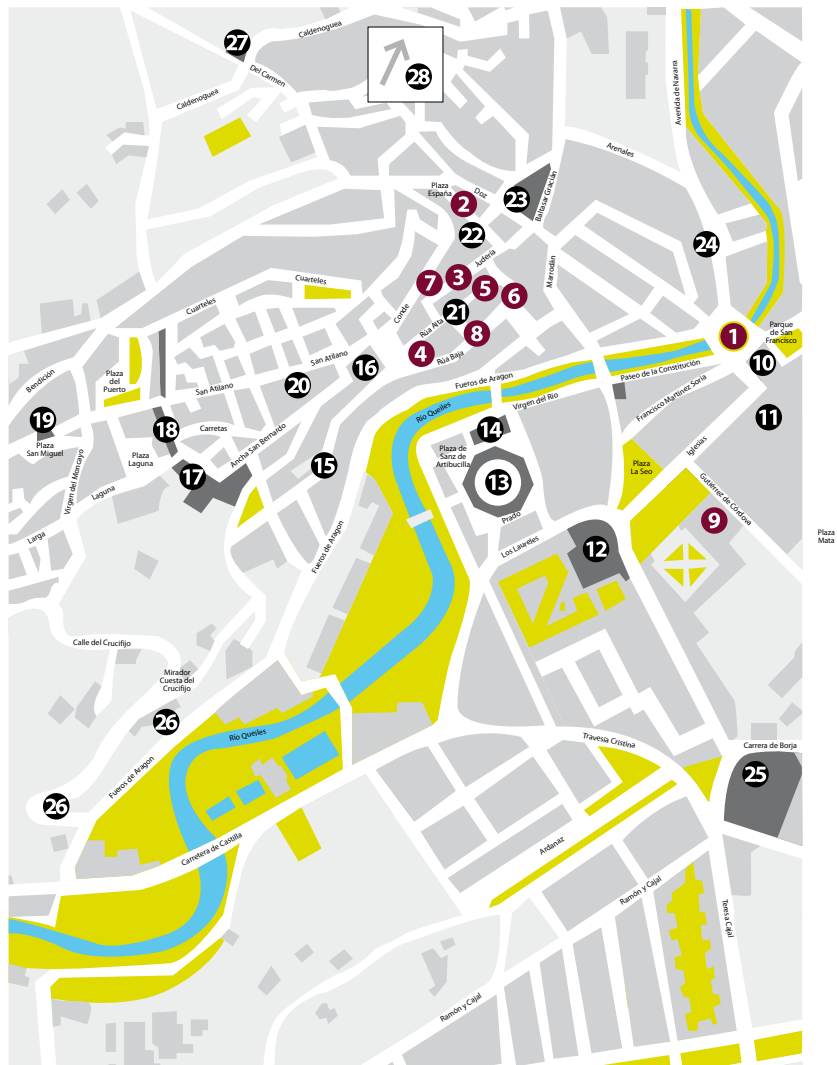 Caldenoguea
27
Del Carmen
28
Caldenoguea
Avenida de Navarra
Arenales
Plaza
España
Doz
2
23
Baltasar Gracián
22
24
Judería
Marrodán
Cuarteles
7
3
5
6
Cuarteles
Conde
21
Rúa Alta
8
1
Parque
de San
Francisco
4
Rúa Baja
San Atilano
16
10
Paseo de la Constitución
Bendición
Plaza
del
Puerto
San Atilano
20
Fueros de Aragon
Francisco Martínez Soria
Virgen del Río
Río Queiles
19
18
Carretas
14
11
Plaza
San Miguel
Ancha San Bernardo
Iglesias
Plaza
Laguna
Virgen del Moncayo
17
15
Plaza de
Sanz de
Artibucilla
Plaza
La Seo
13
Laguna
Gutiérrez de Córdova
9
Prado
Larga
Fueros de Aragon
Los Laureles
12
Plaza
Mata
Calle del Crucifijo
Mirador
Cuesta del
Crucifijo
26
Río Queiles
Travesía Cristina
Carrera de Borja
Fueros de Aragon
25
26
Carretera de Castilla
Ardanaz
Ramón y Cajal
Teresa Cajal
Ramón y Cajal